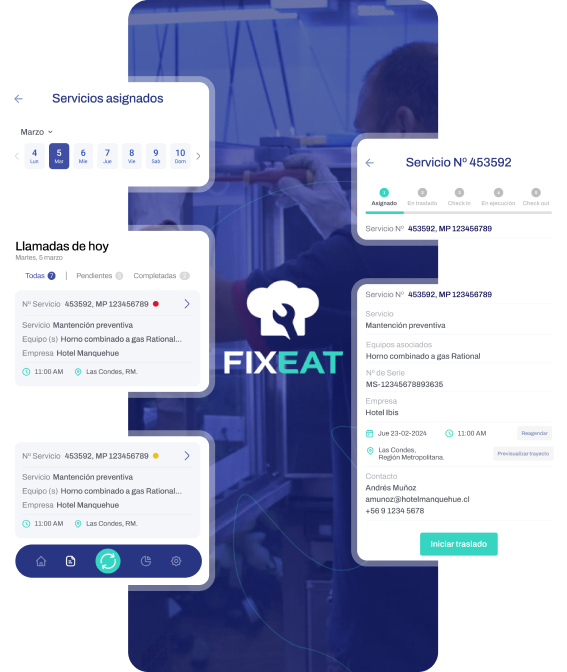 Servicios asignados
Marzo
4 5 6 7 8 9 10
Lun Mar Mie Jue Vie Sab Dom
Llamadas de hoy
Martes, 5 marzo
Todas 7 | Pendientes Completadas
Nº Servicio 453592, MP 123456789
Servicio Mantención preventiva
Equipo (s) Horno combinado a gas Rational...
Empresa Hotel Manquehue
11:00 AM Las Condes, RM.
Nº Servicio 453592, MP 123456789
Servicio Mantención preventiva
Equipo (s) Horno combinado a gas Rational...
Empresa Hotel Manquehue
11:00 AM Las Condes, RM.
FIXEAT
Servicio Nº 453592
1 2 3 4 5
Asignado En traslado Check in En ejecución Check out
Servicio Nº 453592, MP 123456789
Servicio Nº 453592, MP 123456789
Servicio
Mantención preventiva
Equipos asociados
Horno combinado a gas Rational
Nº de Serie
MS-12345678893635
Empresa
Hotel Ibis
Jue 23-02-2024 11:00 AM Reagendar
Las Condes,
Región Metropolitana. Previsualizar trayecto
Contacto
Andrés Muñoz
amunoz@hotelmanquehue.cl
+56 9 1234 5678
Iniciar traslado